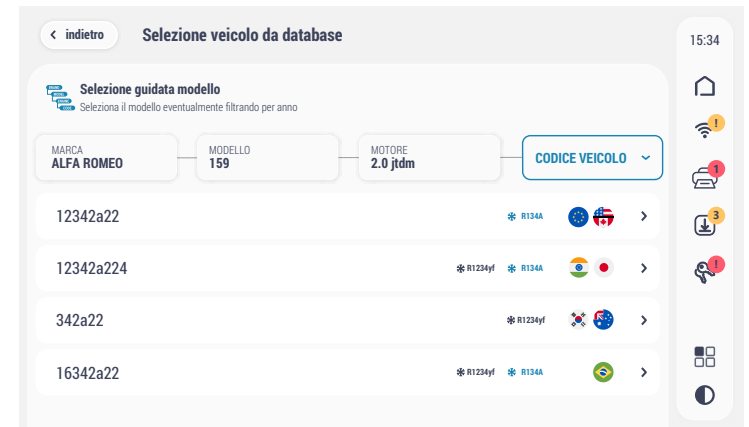 indietro
Selezione veicolo da database
15:34
Selezione guidata modello
Seleziona il modello eventualmente filtrando per anno
MARCA
ALFA ROMEO
MODELLO
159
MOTORE
2.0 jtdm
CODICE VEICOLO
12342a22
R134A
12342a224
R1234yf
R134A
342a22
R1234yf
16342a22
R1234yf
R134A
!
1
3
!